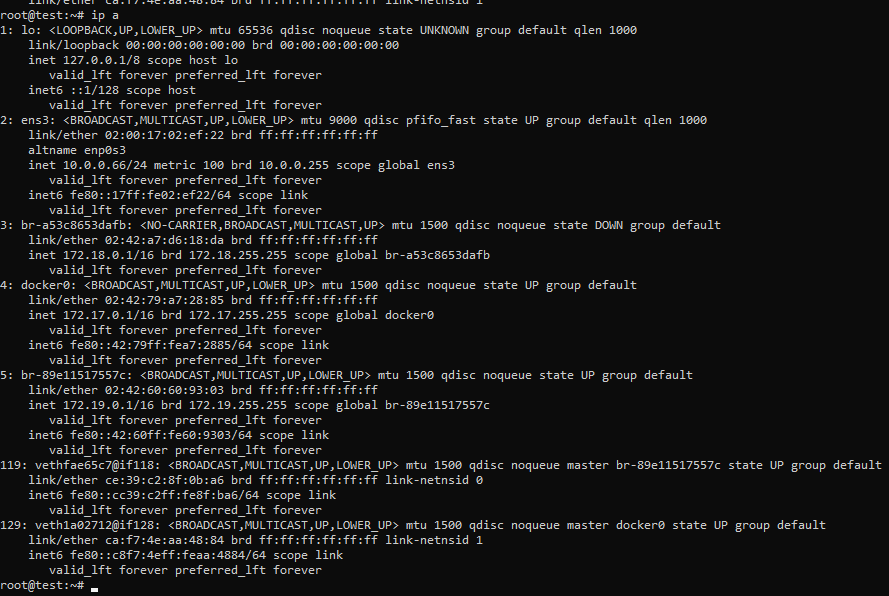 link/ether ca:f7:4e:aa:48:84 brd ff:ff:ff:ff:ff:ff link-netnsid 1
root@test:~# ip a
1: lo: <LOOPBACK,UP,LOWER_UP> mtu 65536 qdisc noqueue state UNKNOWN group default qlen 1000
    link/loopback 00:00:00:00:00:00 brd 00:00:00:00:00:00
    inet 127.0.0.1/8 scope host lo
       valid_lft forever preferred_lft forever
    inet6 ::1/128 scope host
       valid_lft forever preferred_lft forever
2: ens3: <BROADCAST,MULTICAST,UP,LOWER_UP> mtu 9000 qdisc pfifo_fast state UP group default qlen 1000
    link/ether 02:00:17:02:ef:22 brd ff:ff:ff:ff:ff:ff
    altname enp0s3
    inet 10.0.0.66/24 metric 100 brd 10.0.0.255 scope global ens3
       valid_lft forever preferred_lft forever
    inet6 fe80::17ff:fe02:ef22/64 scope link
       valid_lft forever preferred_lft forever
3: br-a53c8653dafb: <NO-CARRIER,BROADCAST,MULTICAST,UP> mtu 1500 qdisc noqueue state DOWN group default
    link/ether 02:42:a7:d6:18:da brd ff:ff:ff:ff:ff:ff
    inet 172.18.0.1/16 brd 172.18.255.255 scope global br-a53c8653dafb
       valid_lft forever preferred_lft forever
4: docker0: <BROADCAST,MULTICAST,UP,LOWER_UP> mtu 1500 qdisc noqueue state UP group default
    link/ether 02:42:79:a7:28:85 brd ff:ff:ff:ff:ff:ff
    inet 172.17.0.1/16 brd 172.17.255.255 scope global docker0
       valid_lft forever preferred_lft forever
    inet6 fe80::42:79ff:fea7:2885/64 scope link
       valid_lft forever preferred_lft forever
5: br-89e11517557c: <BROADCAST,MULTICAST,UP,LOWER_UP> mtu 1500 qdisc noqueue state UP group default
    link/ether 02:42:60:60:93:03 brd ff:ff:ff:ff:ff:ff
    inet 172.19.0.1/16 brd 172.19.255.255 scope global br-89e11517557c
       valid_lft forever preferred_lft forever
    inet6 fe80::42:60ff:fe60:9303/64 scope link
       valid_lft forever preferred_lft forever
119: vethfae65c7@if118: <BROADCAST,MULTICAST,UP,LOWER_UP> mtu 1500 qdisc noqueue master br-89e11517557c state UP group default
    link/ether ce:39:c2:8f:0b:a6 brd ff:ff:ff:ff:ff:ff link-netnsid 0
    inet6 fe80::cc39:c2ff:fe8f:ba6/64 scope link
       valid_lft forever preferred_lft forever
129: veth1a02712@if128: <BROADCAST,MULTICAST,UP,LOWER_UP> mtu 1500 qdisc noqueue master docker0 state UP group default
    link/ether ca:f7:4e:aa:48:84 brd ff:ff:ff:ff:ff:ff link-netnsid 1
    inet6 fe80::c8f7:4eff:feaa:4884/64 scope link
       valid_lft forever preferred_lft forever
root@test:~#